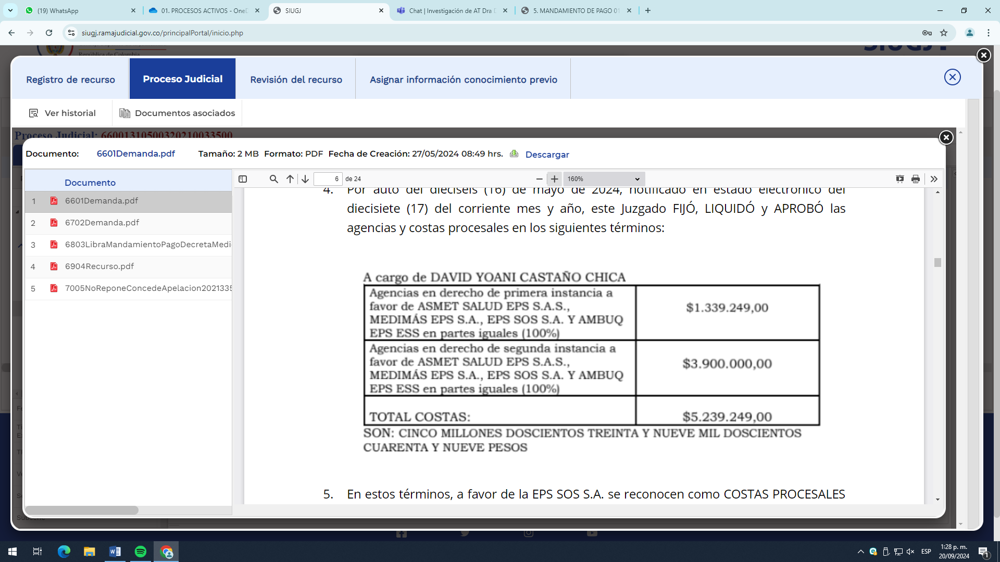 (19) WhatsApp
01. PROCESOS ACTIVOS - OneD
SIUGJ
Chat | Investigación de AT Dra D
5. MANDAMIENTO DE PAGO 01
siugj.ramajudicial.gov.co/principalPortal/inicio.php
República de Colombia
Registro de recurso
Proceso Judicial
Revisión del recurso
Asignar información conocimiento previo
Ver historial
Documentos asociados
Proceso Judicial: 66001310500320210033500
Documento: 6601Demanda.pdf Tamaño: 2 MB Formato: PDF Fecha de Creación: 27/05/2024 08:49 hrs. Descargar
Documento
1 6601Demanda.pdf
2 6702Demanda.pdf
3 6803LibraMandamientoPagoDecretaMedi
4 6904Recurso.pdf
5 7005NoReponeConcedeApelacion2021335
6 de 24
160%
4. Por auto del dieciséis (16) de mayo de 2024, notificado en estado electrónico del
diecisiete (17) del corriente mes y año, este Juzgado FIJÓ, LIQUIDÓ y APROBÓ las
agencias y costas procesales en los siguientes términos:
A cargo de DAVID YOANI CASTAÑO CHICA
Agencias en derecho de primera instancia a
favor de ASMET SALUD EPS S.A.S.,
MEDIMÁS EPS S.A., EPS SOS S.A. Y AMBUQ
EPS ESS en partes iguales (100%)
$1.339.249,00
Agencias en derecho de segunda instancia a
favor de ASMET SALUD EPS S.A.S.,
MEDIMÁS EPS S.A., EPS SOS S.A. Y AMBUQ
EPS ESS en partes iguales (100%)
$3.900.000,00
TOTAL COSTAS:
$5.239.249,00
SON: CINCO MILLONES DOSCIENTOS TREINTA Y NUEVE MIL DOSCIENTOS
CUARENTA Y NUEVE PESOS
5. En estos términos, a favor de la EPS SOS S.A. se reconocen como COSTAS PROCESALES
ESP
1:28 p. m.
20/09/2024
1